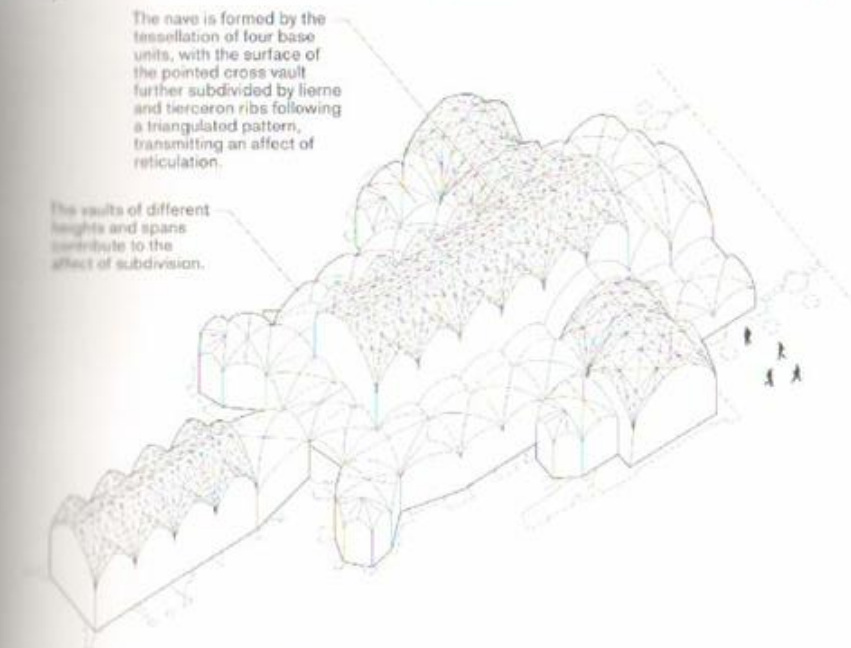 The nave is formed by the
tessellation of four base
units, with the surface of
the pointed cross vault
further subdivided by lierne
and tierceron ribs following
a triangulated pattern,
transmitting an affect of
reticulation.
The vaults of different
heights and spans
contribute to the
affect of subdivision.